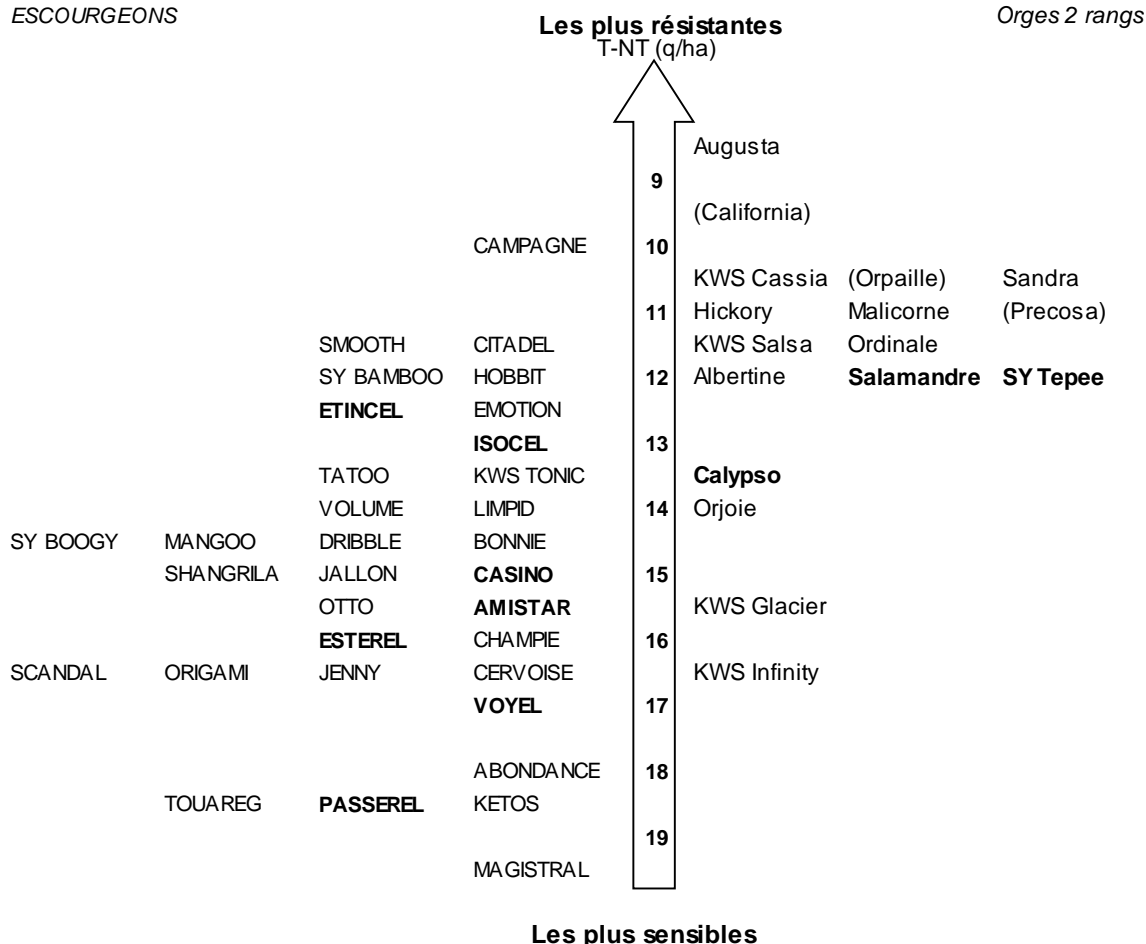 ESCOURGEONS Les plus résistantes Orges 2 rangs
T-NT (q/ha)
Augusta
9
(California)
CAMPAGNE 10
KWS Cassia (Orpaille) Sandra
11 Hickory Malicorne (Precosa)
SMOOTH CITADEL KWS Salsa Ordinale
SY BAMBOO HOBBIT 12 Albertine Salamandre SY Tepee
ETINCEL EMOTION
ISOCEL 13
TATOO KWS TONIC Calypso
VOLUME LIMPID 14 Orjoie
SY BOOGY MANGOO DRIBBLE BONNIE
SHANGRILA JALLON CASINO 15
OTTO AMISTAR KWS Glacier
ESTEREL CHAMPIE 16
SCANDAL ORIGAMI JENNY CERVOISE KWS Infinity
VOYEL 17
ABONDANCE 18
TOUAREG PASSEREL KETOS
19
MAGISTRAL
Les plus sensibles